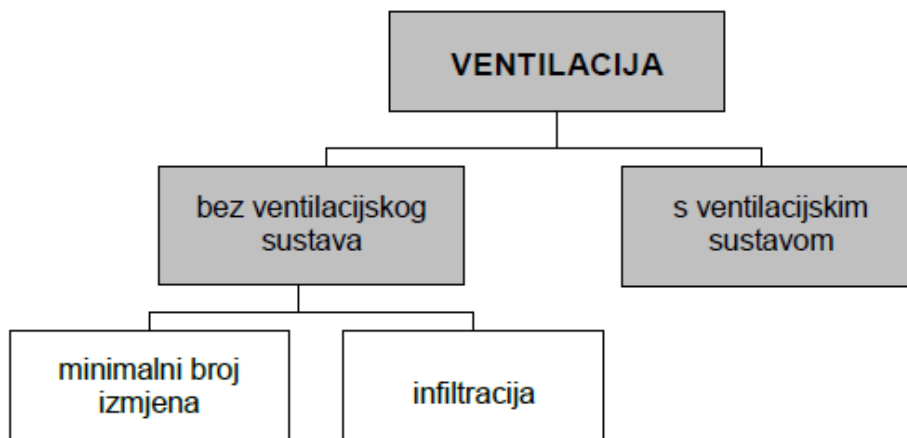 VENTILACIJA
bez ventilacijskog
sustava
s ventilacijskim
sustavom
minimalni broj
izmjena
infiltracija